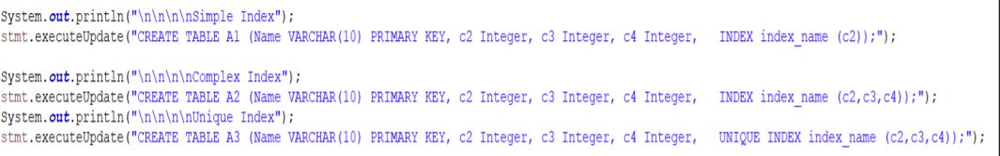 System.out.println("\n\n\n\nSimple Index");
stmt.executeUpdate("CREATE TABLE A1 (Name VARCHAR(10) PRIMARY KEY, c2 Integer, c3 Integer, c4 Integer,   INDEX index_name (c2));");
System.out.println("\n\n\n\nComplex Index");
stmt.executeUpdate("CREATE TABLE A2 (Name VARCHAR(10) PRIMARY KEY, c2 Integer, c3 Integer, c4 Integer,   INDEX index_name (c2,c3,c4));");
System.out.println("\n\n\n\nUnique Index");
stmt.executeUpdate("CREATE TABLE A3 (Name VARCHAR(10) PRIMARY KEY, c2 Integer, c3 Integer, c4 Integer,   UNIQUE INDEX index_name (c2,c3,c4));");